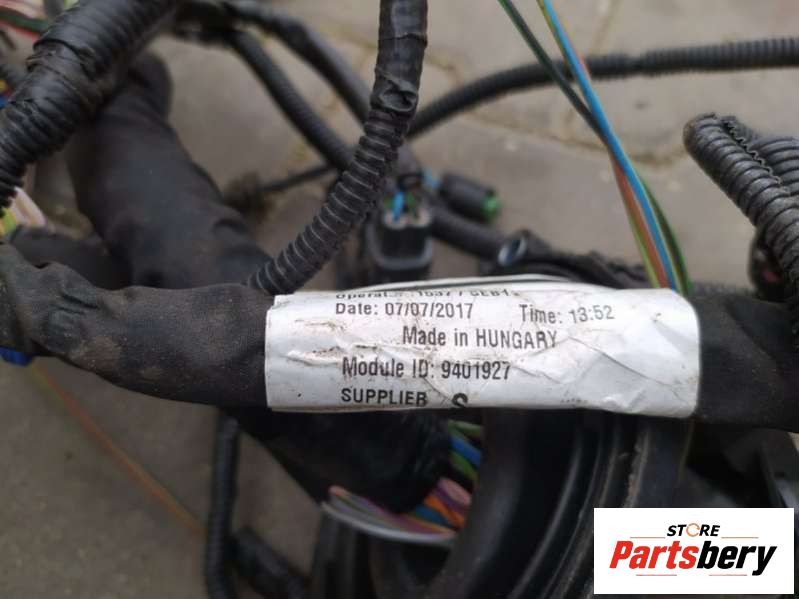 Date: 07/07/2017 Time: 13:52
Made in HUNGARY
Module ID: 9401927
SUPPLIER S
STORE
Partsbery